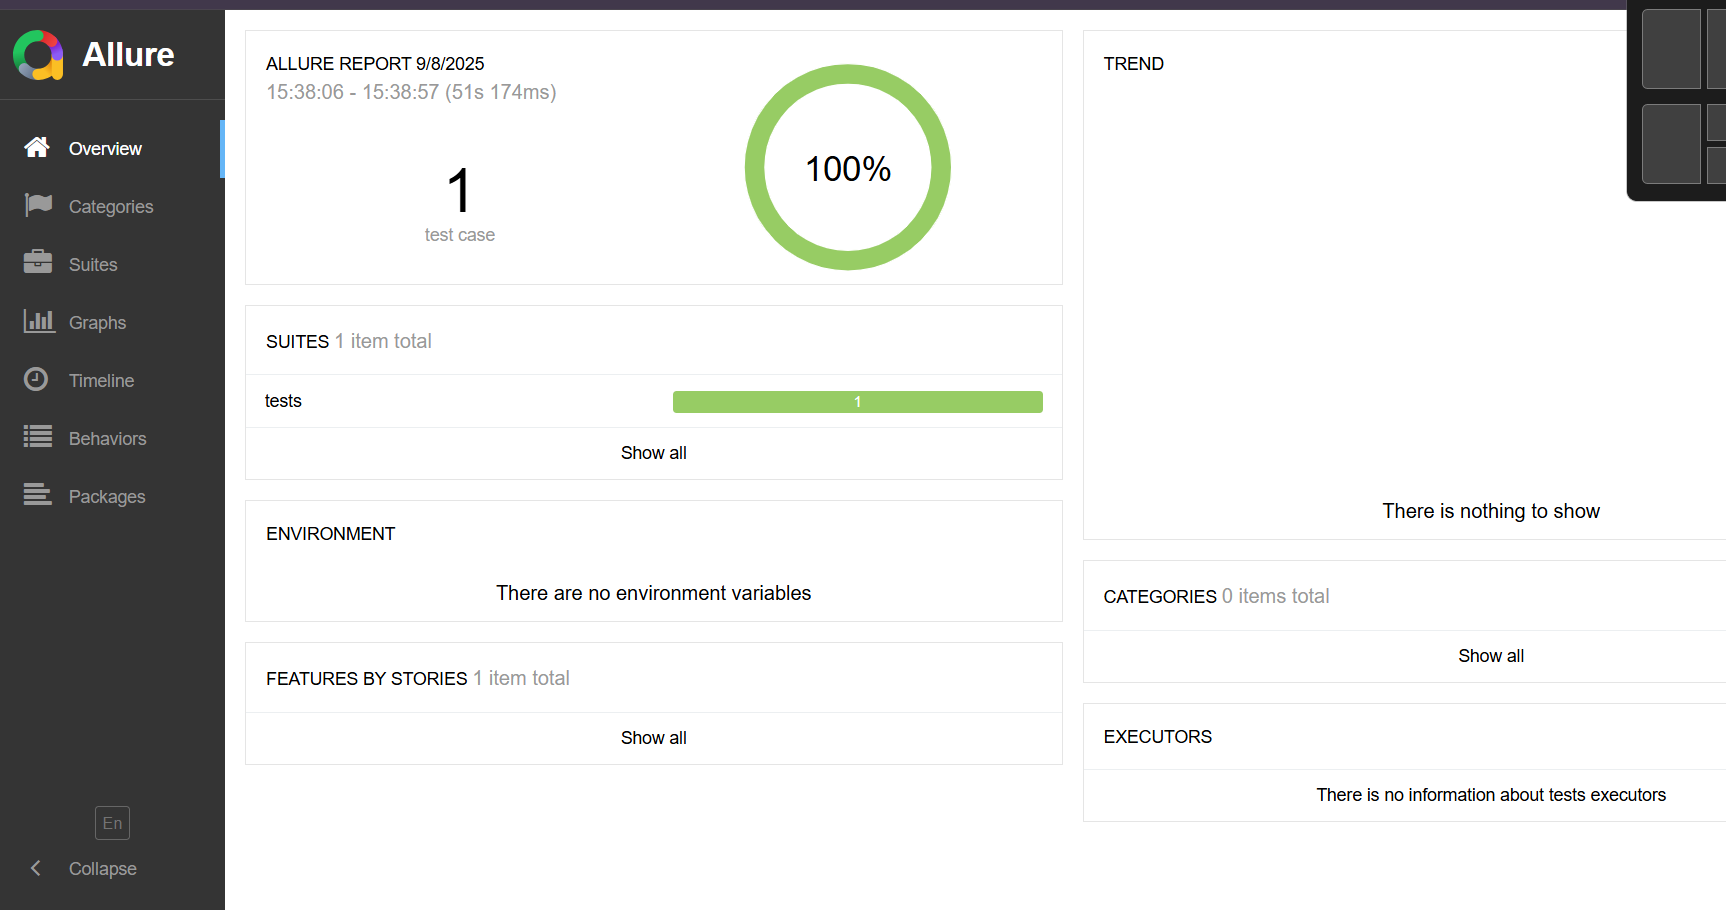 Allure
Overview
Categories
Suites
Graphs
Timeline
Behaviors
Packages
En
Collapse
ALLURE REPORT 9/8/2025
15:38:06 - 15:38:57 (51s 174ms)
1
test case
100%
SUITES 1 item total
tests 1
Show all
ENVIRONMENT
There are no environment variables
FEATURES BY STORIES 1 item total
Show all
TREND
There is nothing to show
CATEGORIES 0 items total
Show all
EXECUTORS
There is no information about tests executors